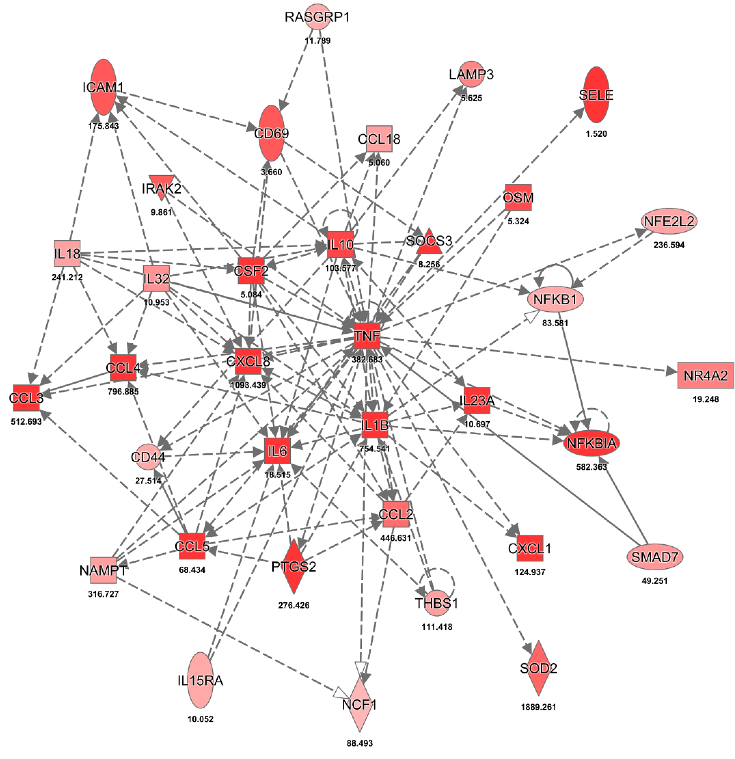 RASGRP1
11.789
LAMP3
5.625
ICAM1
175.843
SELE
1.520
CD69
3.660
CCL18
5.060
IRAK2
9.861
OSM
5.324
NFE2L2
236.594
IL18
241.212
IL10
103.577
SOCS3
8.256
IL32
10.953
CSF2
5.084
NFKB1
83.581
TNF
382.683
CCL4
796.885
CXCL8
1093.439
NR4A2
19.248
CCL3
512.693
IL23A
10.697
IL1B
754.541
NFKBIA
582.363
CD44
27.514
IL6
18.515
CCL2
446.631
CCL5
68.434
NAMPT
316.727
PTGS2
276.426
CXCL1
124.937
SMAD7
49.251
THBS1
111.418
IL15RA
10.052
SOD2
1889.261
NCF1
88.493